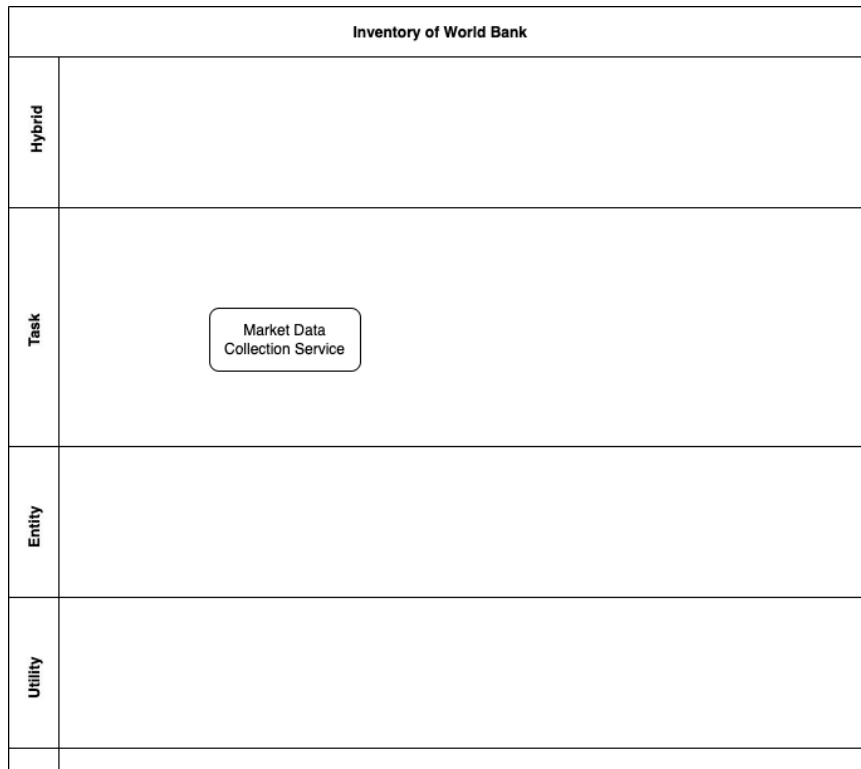 Inventory of World Bank
Hybrid
Task
Market Data
Collection Service
Entity
Utility